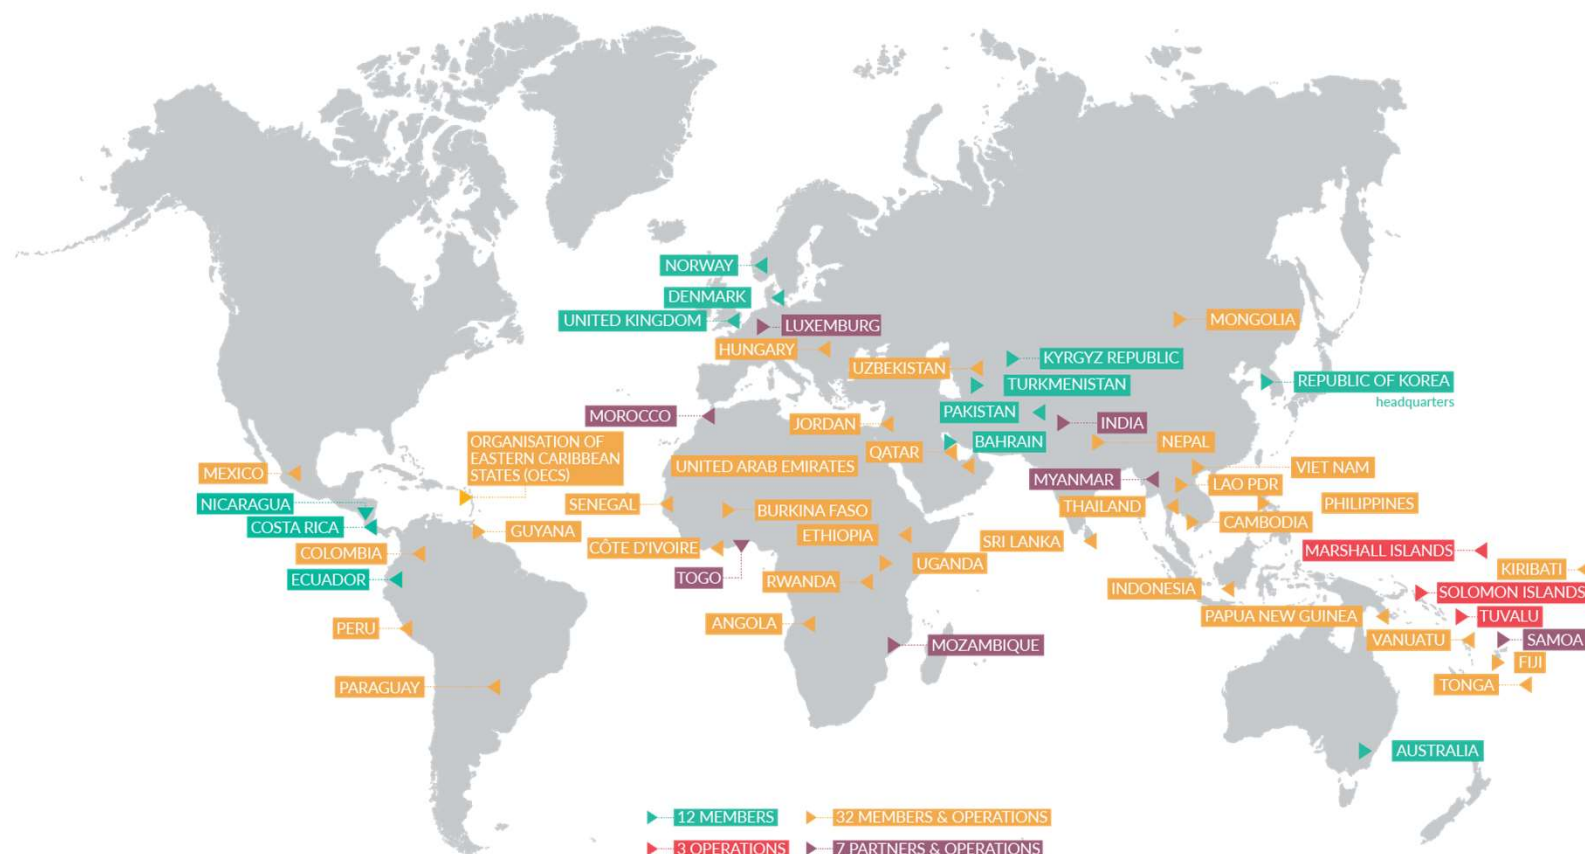 NORWAY
DENMARK
UNITED KINGDOM
LUXEMBURG
MONGOLIA
HUNGARY
KYRGYZ REPUBLIC
UZBEKISTAN
TURKMENISTAN
REPUBLIC OF KOREA
headquarters
PAKISTAN
MOROCCO
JORDAN
INDIA
ORGANISATION OF
EASTERN CARIBBEAN
STATES (OECS)
BAHRAIN
NEPAL
QATAR
MEXICO
UNITED ARAB EMIRATES
VIET NAM
MYANMAR
LAO PDR
NICARAGUA
SENEGAL
BURKINA FASO
THAILAND
PHILIPPINES
COSTA RICA
GUYANA
CAMBODIA
ETHIOPIA
SRI LANKA
COLOMBIA
CÔTE D'IVOIRE
MARSHALL ISLANDS
UGANDA
KIRIBATI
ECUADOR
TOGO
RWANDA
INDONESIA
SOLOMON ISLANDS
PAPUA NEW GUINEA
TUVALU
PERU
ANGOLA
VANUATU
SAMOA
MOZAMBIQUE
FIJI
PARAGUAY
TONGA
AUSTRALIA
12 MEMBERS
32 MEMBERS & OPERATIONS
3 OPERATIONS
7 PARTNERS & OPERATIONS